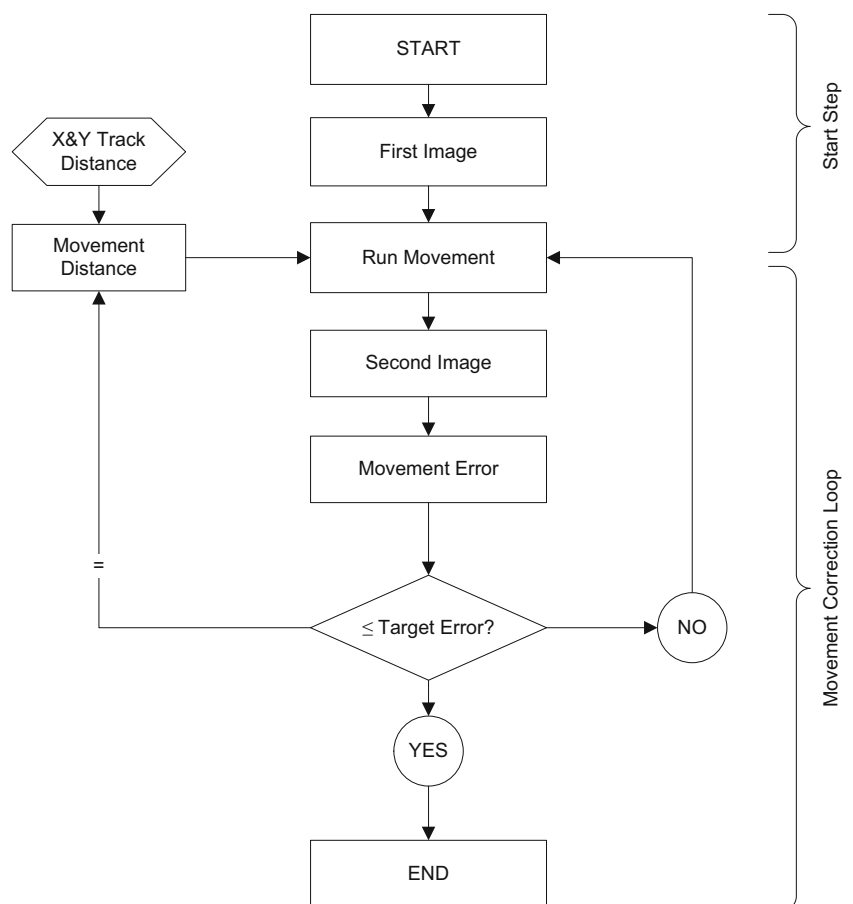 START
First Image
X&Y Track
Distance
Movement
Distance
Run Movement
Second Image
Movement Error
=
≤ Target Error?
NO
YES
END
Start Step
Movement Correction Loop